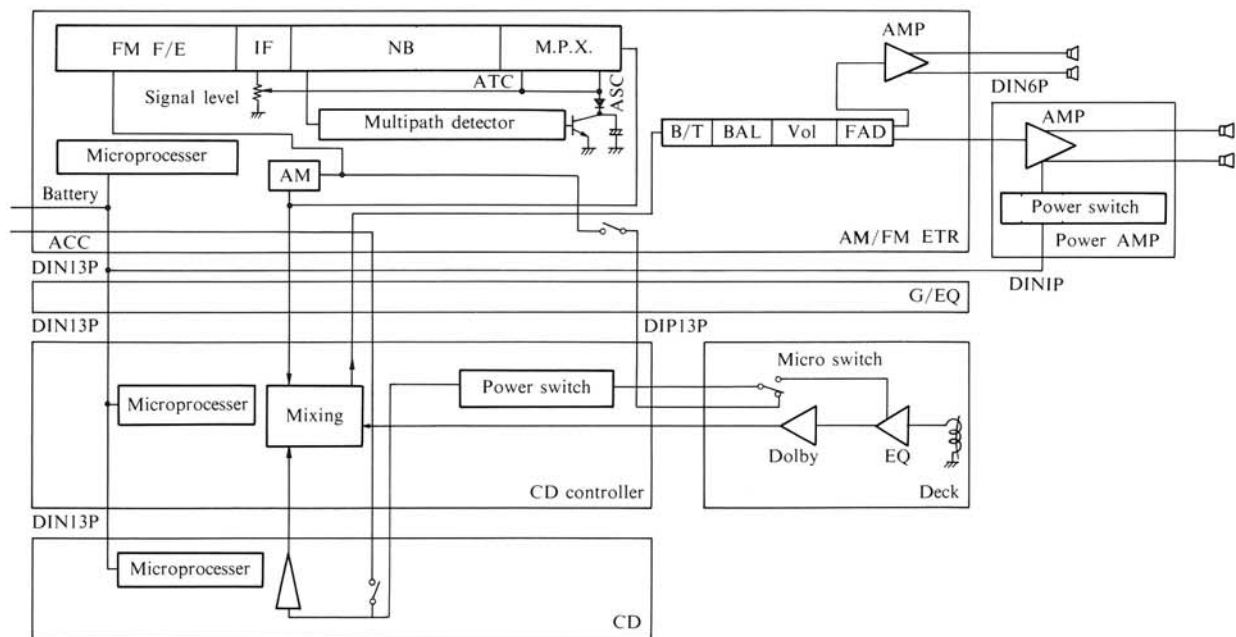 AMP
FM F/E IF NB M.P.X.
ATC
ASC
Signal level
DIN6P
Multipath detector
AMP
B/T BAL Vol FAD
Microprocesser
AM
Battery
Power switch
ACC
AM/FM ETR
Power AMP
DIN13P
DIN1P
G/EQ
DIN13P
DIP13P
Micro switch
Power switch
Microprocesser
Mixing
Dolby
EQ
CD controller
Deck
DIN13P
Microprocesser
CD